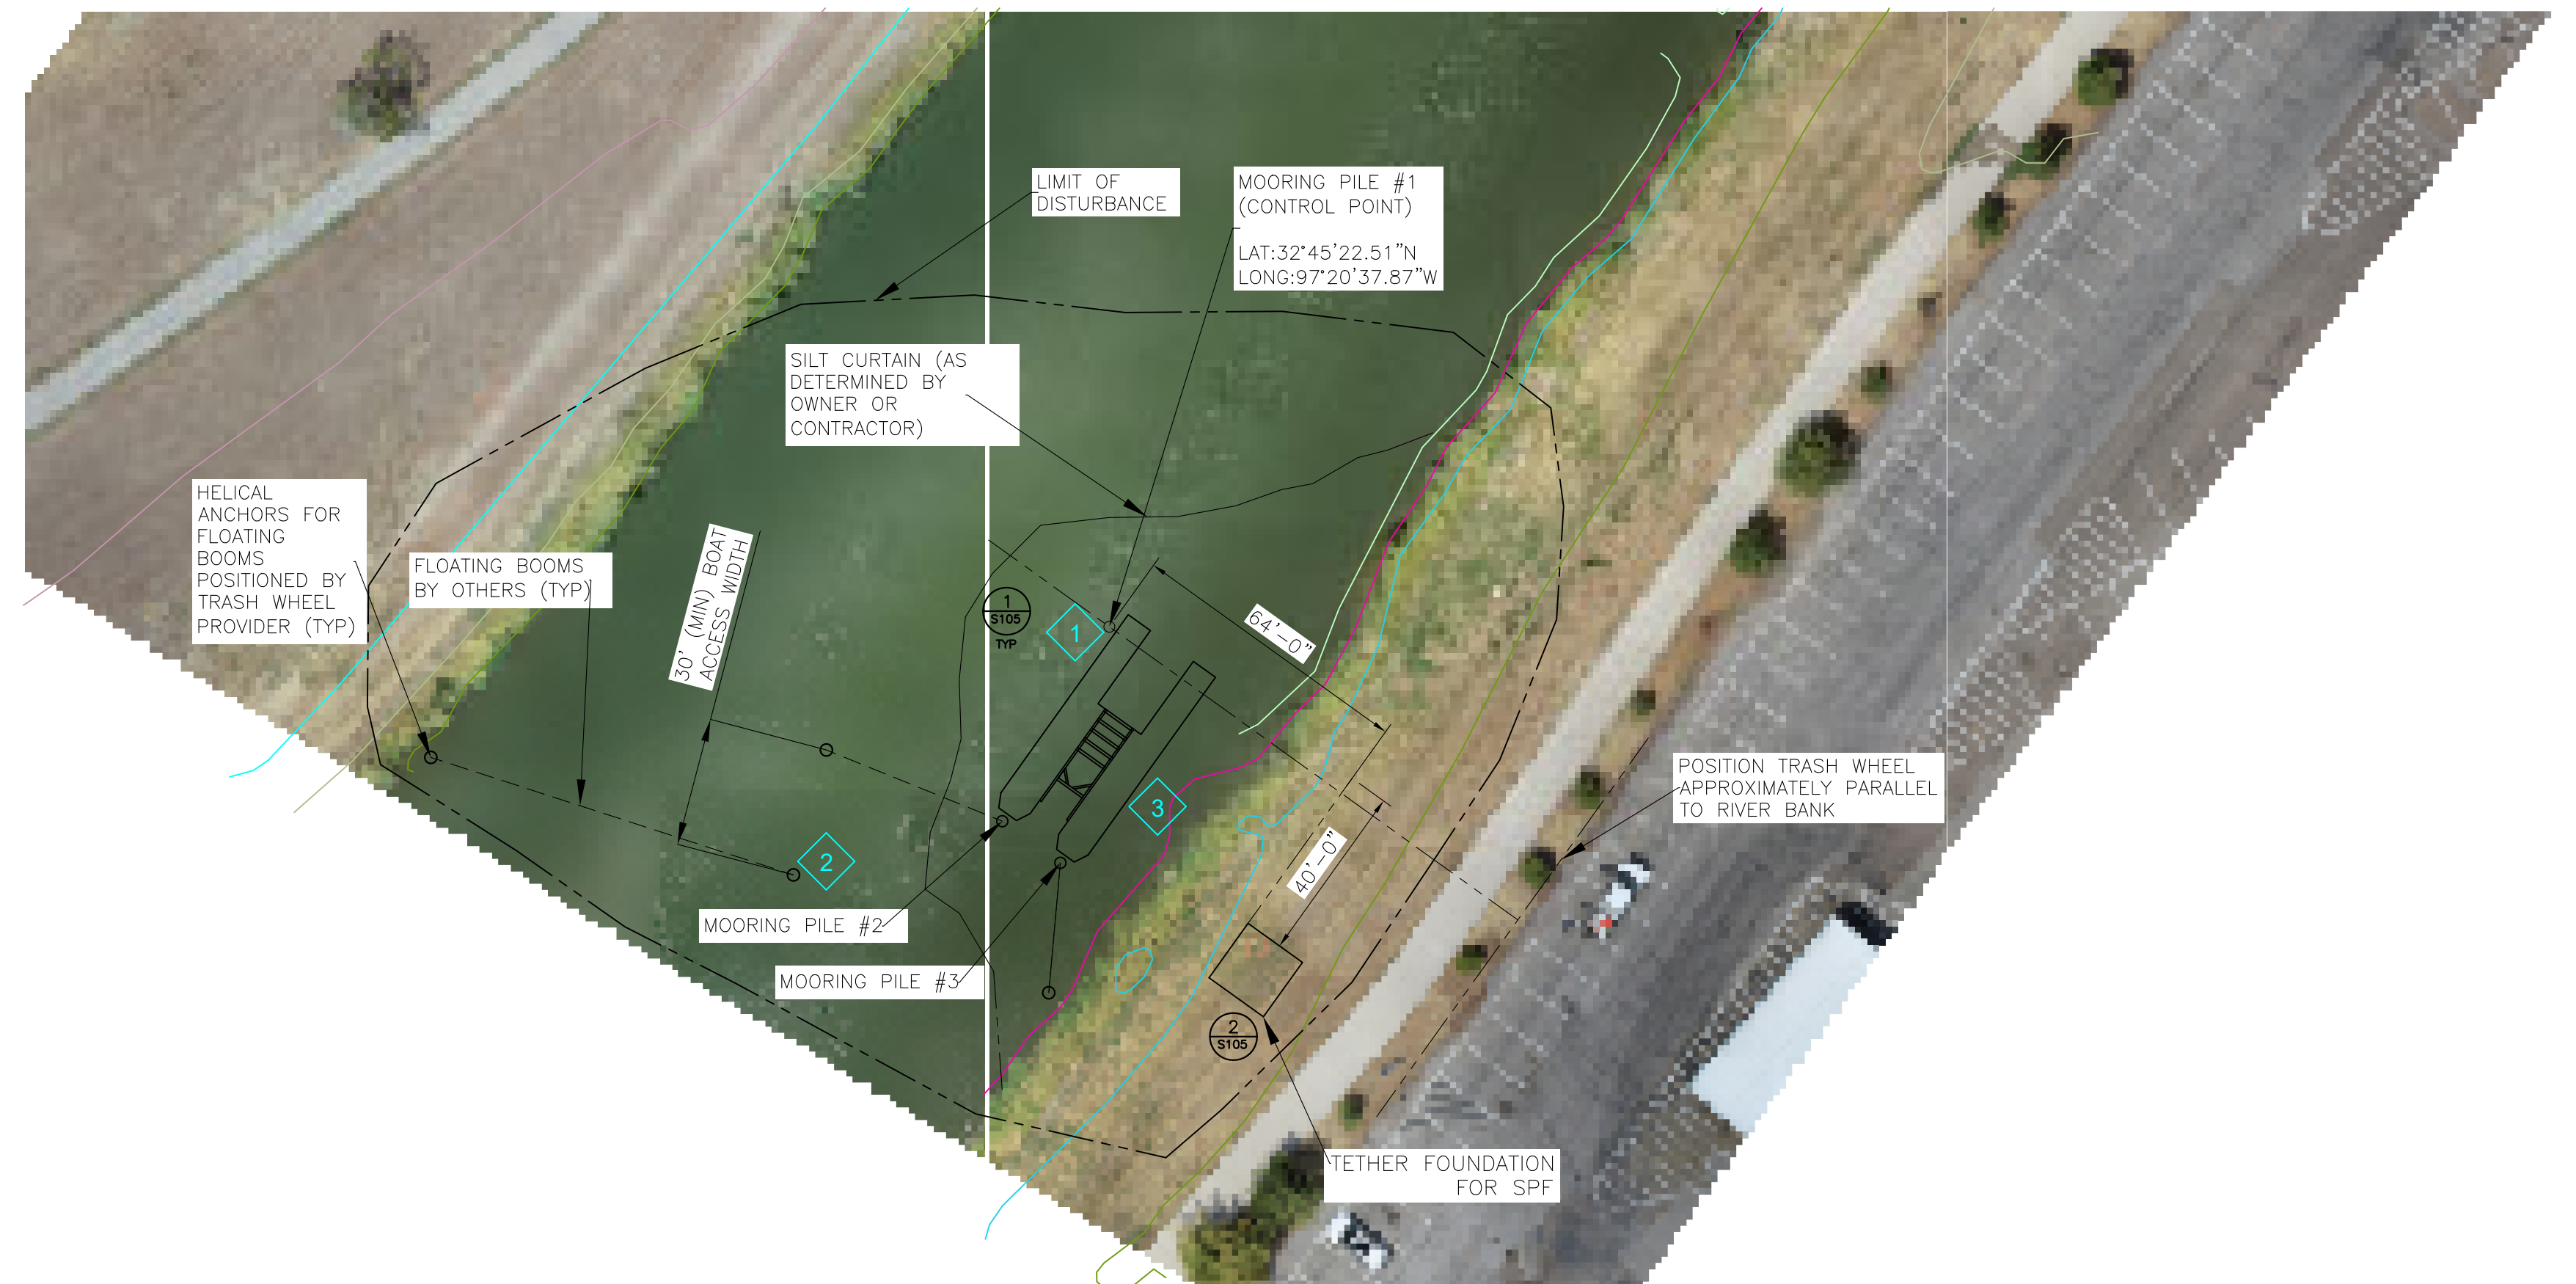 LIMIT OF
DISTURBANCE
MOORING PILE #1
(CONTROL POINT)
LAT:32°45'22.51"N
LONG:97°20'37.87"W
SILT CURTAIN (AS
DETERMINED BY
OWNER OR
CONTRACTOR)
HELICAL
ANCHORS FOR
FLOATING
BOOMS
POSITIONED BY
TRASH WHEEL
PROVIDER (TYP)
FLOATING BOOMS
BY OTHERS (TYP)
30' (MIN) BOAT
ACCESS WIDTH
1
S105
TYP
1
64'-0"
3
2
40'-0"
POSITION TRASH WHEEL
APPROXIMATELY PARALLEL
TO RIVER BANK
MOORING PILE #2
MOORING PILE #3
2
S105
TETHER FOUNDATION
FOR SPF